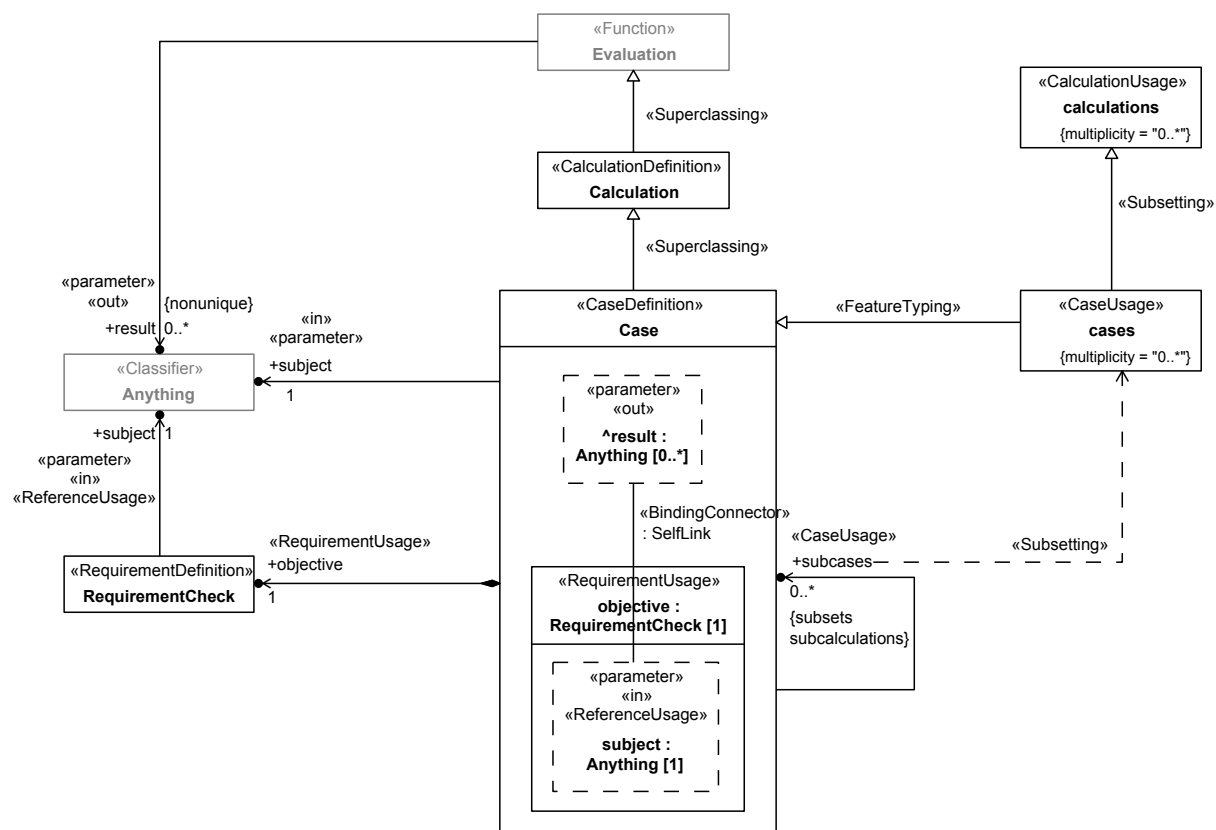 «Function»
Evaluation
«Superclassing»
«CalculationUsage»
calculations
{multiplicity = "0..*"}
«CalculationDefinition»
Calculation
«Superclassing»
«Subsetting»
«parameter»
«out»
{nonunique}
+result
0..*
«in»
«parameter»
+subject
1
«CaseDefinition»
Case
«FeatureTyping»
«CaseUsage»
cases
{multiplicity = "0..*"}
«Classifier»
Anything
+subject
1
«parameter»
«in»
«ReferenceUsage»
«parameter»
«out»
^result :
Anything [0..*]
«BindingConnector»
: SelfLink
«RequirementUsage»
+objective
1
«RequirementDefinition»
RequirementCheck
«CaseUsage»
+subcases
0..*
{subsets
subcalculations}
«Subsetting»
«RequirementUsage»
objective :
RequirementCheck [1]
«parameter»
«in»
«ReferenceUsage»
subject :
Anything [1]